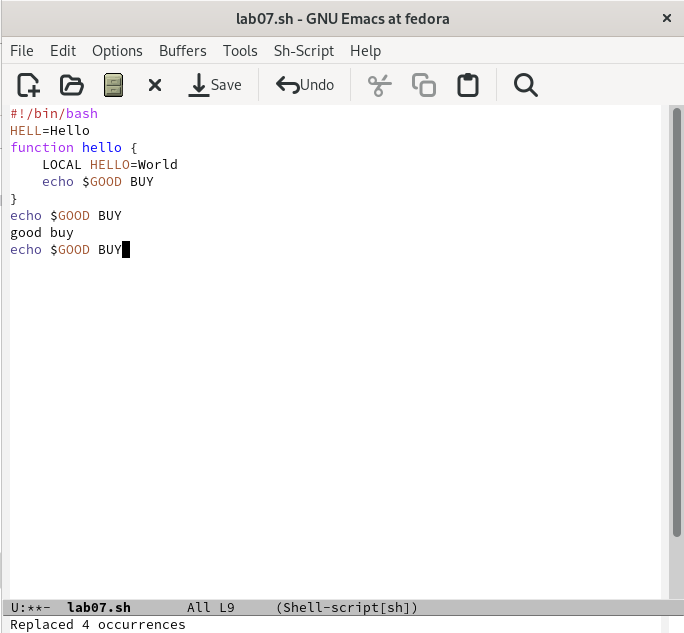 lab07.sh - GNU Emacs at fedora
File Edit Options Buffers Tools Sh-Script Help
Save Undo
#!/bin/bash
HELL=Hello
function hello {
    LOCAL HELLO=World
    echo $GOOD BUY
}
echo $GOOD BUY
good buy
echo $GOOD BUY
U:**-  lab07.sh       All L9     (Shell-script[sh])
Replaced 4 occurrences